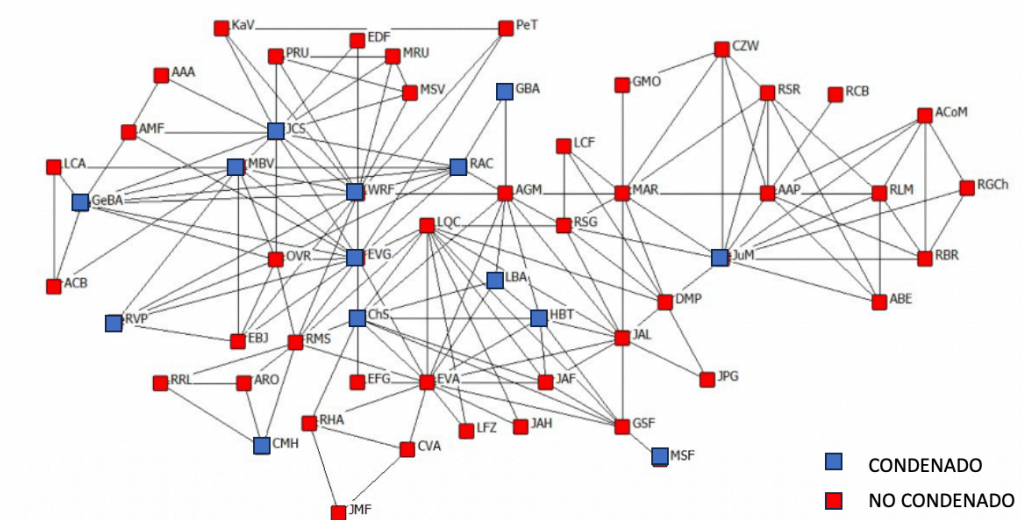 KaV
PeT
EDF
CZW
PRU
MRU
AAA
GMO
MSV
GBA
RSR
RCB
ACoM
AMF
JCS
LCF
LCA
MBV
RAC
RGCh
GeBA
WRF
AGM
MAR
AAP
RLM
LQC
RSG
OVR
EVG
JuM
RBR
ACB
LBA
DMP
ABE
RVP
ChS
HBT
EBJ
RMS
JAL
RRL
ARO
EFG
EVA
JAF
JPG
RHA
LFZ
JAH
GSF
CMH
CVA
MSF
CONDENADO
NO CONDENADO
JMF